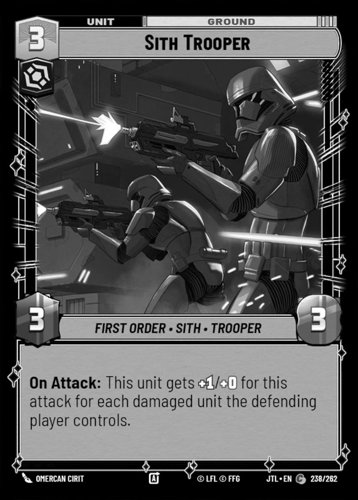 UNIT
GROUND
3
SITH TROOPER
3
3
FIRST ORDER • SITH • TROOPER
On Attack: This unit gets +1/+0 for this
attack for each damaged unit the defending
player controls.
OMERCAN CIRIT
© LFL © FFG
JTL • EN C 238/262